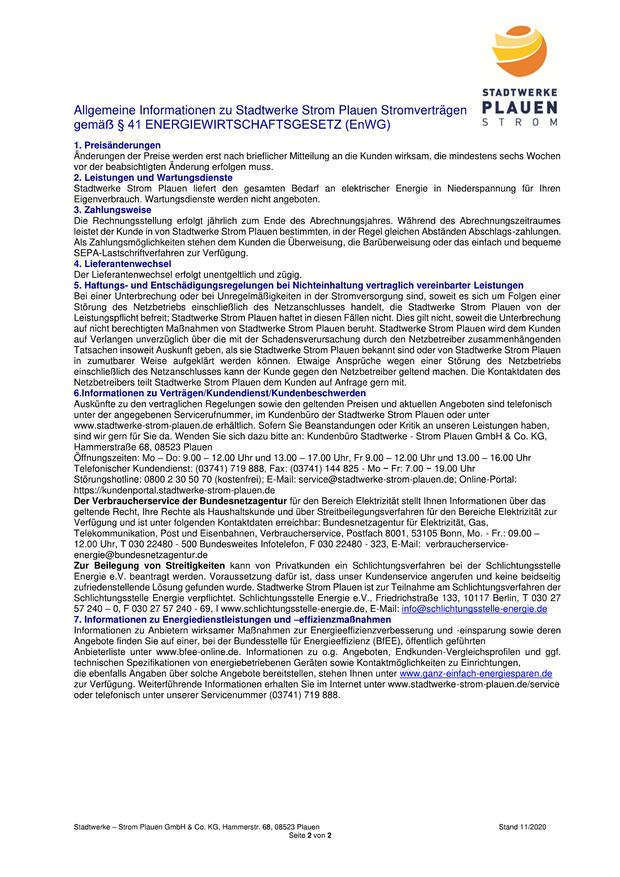 STADTWERKE
PLAUEN
STROM
Allgemeine Informationen zu Stadtwerke Strom Plauen Stromverträgen
gemäß § 41 ENERGIEWIRTSCHAFTSGESETZ (EnWG)
1. Preisänderungen
Änderungen der Preise werden erst nach brieflicher Mitteilung an die Kunden wirksam, die mindestens sechs Wochen
vor der beabsichtigten Änderung erfolgen muss.
2. Leistungen und Wartungsdienste
Stadtwerke Strom Plauen liefert den gesamten Bedarf an elektrischer Energie in Niederspannung für Ihren
Eigenverbrauch. Wartungsdienste werden nicht angeboten.
3. Zahlungsweise
Die Rechnungsstellung erfolgt jährlich zum Ende des Abrechnungsjahres. Während des Abrechnungszeitraumes
leistet der Kunde in von Stadtwerke Strom Plauen bestimmten, in der Regel gleichen Abständen Abschlags-zahlungen.
Als Zahlungsmöglichkeiten stehen dem Kunden die Überweisung, die Barüberweisung oder das einfach und bequeme
SEPA-Lastschriftverfahren zur Verfügung.
4. Lieferantenwechsel
Der Lieferantenwechsel erfolgt unentgeltlich und zügig.
5. Haftungs- und Entschädigungsregelungen bei Nichteinhaltung vertraglich vereinbarter Leistungen
Bei einer Unterbrechung oder bei Unregelmäßigkeiten in der Stromversorgung sind, soweit es sich um Folgen einer
Störung des Netzbetriebs einschließlich des Netzanschlusses handelt, die Stadtwerke Strom Plauen von der
Leistungspflicht befreit; Stadtwerke Strom Plauen haftet in diesen Fällen nicht. Dies gilt nicht, soweit die Unterbrechung
auf nicht berechtigten Maßnahmen von Stadtwerke Strom Plauen beruht. Stadtwerke Strom Plauen wird dem Kunden
auf Verlangen unverzüglich über die mit der Schadensverursachung durch den Netzbetreiber zusammenhängenden
Tatsachen insoweit Auskunft geben, als sie Stadtwerke Strom Plauen bekannt sind oder von Stadtwerke Strom Plauen
in zumutbarer Weise aufgeklärt werden können. Etwaige Ansprüche wegen einer Störung des Netzbetriebs
einschließlich des Netzanschlusses kann der Kunde gegen den Netzbetreiber geltend machen. Die Kontaktdaten des
Netzbetreibers teilt Stadtwerke Strom Plauen dem Kunden auf Anfrage gern mit.
6.Informationen zu Verträgen/Kundendienst/Kundenbeschwerden
Auskünfte zu den vertraglichen Regelungen sowie den geltenden Preisen und aktuellen Angeboten sind telefonisch
unter der angegebenen Servicerufnummer, im Kundenbüro der Stadtwerke Strom Plauen oder unter
www.stadtwerke-strom-plauen.de erhältlich. Sofern Sie Beanstandungen oder Kritik an unseren Leistungen haben,
sind wir gern für Sie da. Wenden Sie sich dazu bitte an: Kundenbüro Stadtwerke - Strom Plauen GmbH & Co. KG,
Hammerstraße 68, 08523 Plauen
Öffnungszeiten: Mo – Do: 9.00 – 12.00 Uhr und 13.00 – 17.00 Uhr, Fr 9.00 – 12.00 Uhr und 13.00 – 16.00 Uhr
Telefonischer Kundendienst: (03741) 719 888, Fax: (03741) 144 825 - Mo − Fr: 7.00 − 19.00 Uhr
Störungshotline: 0800 2 30 50 70 (kostenfrei); E-Mail: service@stadtwerke-strom-plauen.de; Online-Portal:
https://kundenportal.stadtwerke-strom-plauen.de
Der Verbraucherservice der Bundesnetzagentur für den Bereich Elektrizität stellt Ihnen Informationen über das
geltende Recht, Ihre Rechte als Haushaltskunde und über Streitbeilegungsverfahren für den Bereich Elektrizität zur
Verfügung und ist unter folgenden Kontaktdaten erreichbar: Bundesnetzagentur für Elektrizität, Gas,
Telekommunikation, Post und Eisenbahnen, Verbraucherservice, Postfach 8001, 53105 Bonn, Mo. - Fr.: 09.00 –
12.00 Uhr, T 030 22480 - 500 Bundesweites Infotelefon, F 030 22480 - 323, E-Mail: verbraucherservice-
energie@bundesnetzagentur.de
Zur Beilegung von Streitigkeiten kann von Privatkunden ein Schlichtungsverfahren bei der Schlichtungsstelle
Energie e.V. beantragt werden. Voraussetzung dafür ist, dass unser Kundenservice angerufen und keine beidseitig
zufriedenstellende Lösung gefunden wurde. Stadtwerke Strom Plauen ist zur Teilnahme am Schlichtungsverfahren der
Schlichtungsstelle Energie verpflichtet. Schlichtungsstelle Energie e.V., Friedrichstraße 133, 10117 Berlin, T 030 27
57 240 – 0, F 030 27 57 240 - 69, I www.schlichtungsstelle-energie.de, E-Mail: info@schlichtungsstelle-energie.de
7. Informationen zu Energiedienstleistungen und –effizienzmaßnahmen
Informationen zu Anbietern wirksamer Maßnahmen zur Energieeffizienzverbesserung und -einsparung sowie deren
Angebote finden Sie auf einer, bei der Bundesstelle für Energieeffizienz (BfEE), öffentlich geführten
Anbieterliste unter www.bfee-online.de. Informationen zu o.g. Angeboten, Endkunden-Vergleichsprofilen und ggf.
technischen Spezifikationen von energiebetriebenen Geräten sowie Kontaktmöglichkeiten zu Einrichtungen,
die ebenfalls Angaben über solche Angebote bereitstellen, stehen Ihnen unter www.ganz-einfach-energiesparen.de
zur Verfügung. Weiterführende Informationen erhalten Sie im Internet unter www.stadtwerke-strom-plauen.de/service
oder telefonisch unter unserer Servicenummer (03741) 719 888.
Stadtwerke – Strom Plauen GmbH & Co. KG, Hammerstr. 68, 08523 Plauen Stand 11/2020
Seite 2 von 2